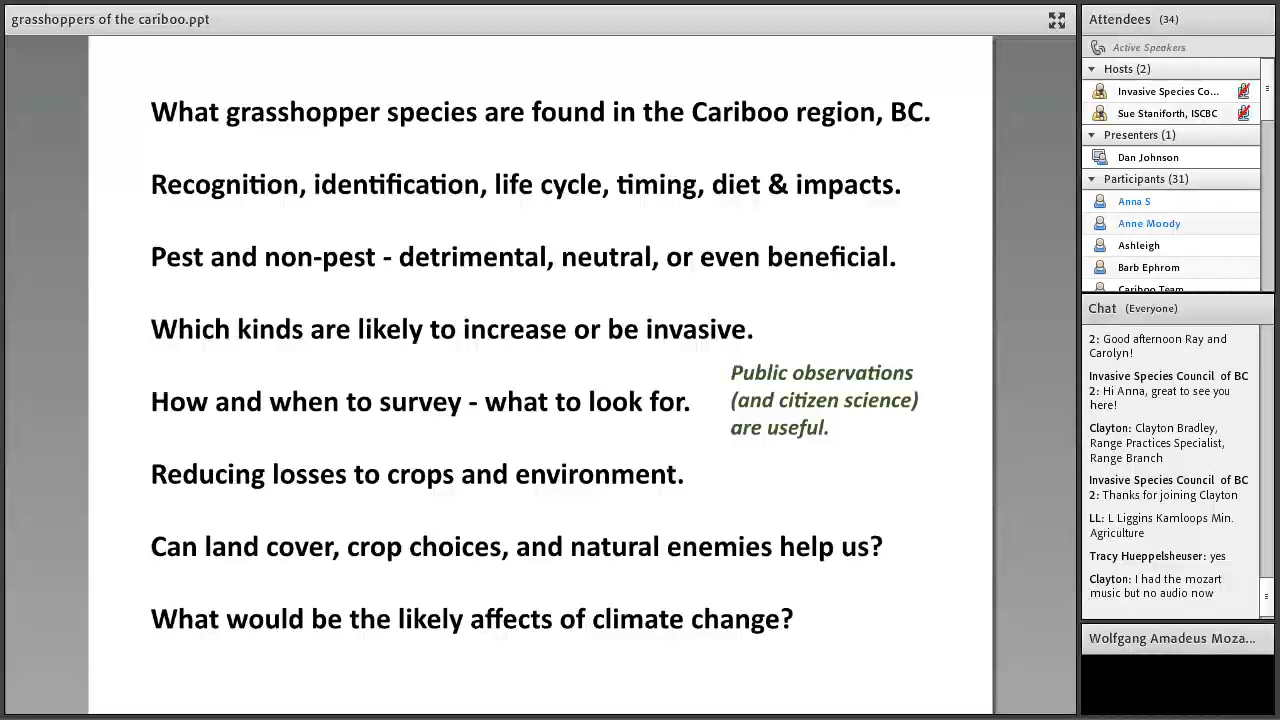 grasshoppers of the cariboo.ppt
What grasshopper species are found in the Cariboo region, BC.
Recognition, identification, life cycle, timing, diet & impacts.
Pest and non-pest - detrimental, neutral, or even beneficial.
Which kinds are likely to increase or be invasive.
How and when to survey - what to look for.
Public observations
(and citizen science)
are useful.
Reducing losses to crops and environment.
Can land cover, crop choices, and natural enemies help us?
What would be the likely affects of climate change?
Attendees (34)
Active Speakers
Hosts (2)
Invasive Species Co...
Sue Staniforth, ISCBC
Presenters (1)
Dan Johnson
Participants (31)
Anna S
Anne Moody
Ashleigh
Barb Ephrom
Cariboo Team
Chat (Everyone)
2: Good afternoon Ray and
Carolyn!
Invasive Species Council of BC
2: Hi Anna, great to see you
here!
Clayton: Clayton Bradley,
Range Practices Specialist,
Range Branch
Invasive Species Council of BC
2: Thanks for joining Clayton
LL: L Liggins Kamloops Min.
Agriculture
Tracy Hueppelsheuser: yes
Clayton: I had the mozart
music but no audio now
Wolfgang Amadeus Moza...